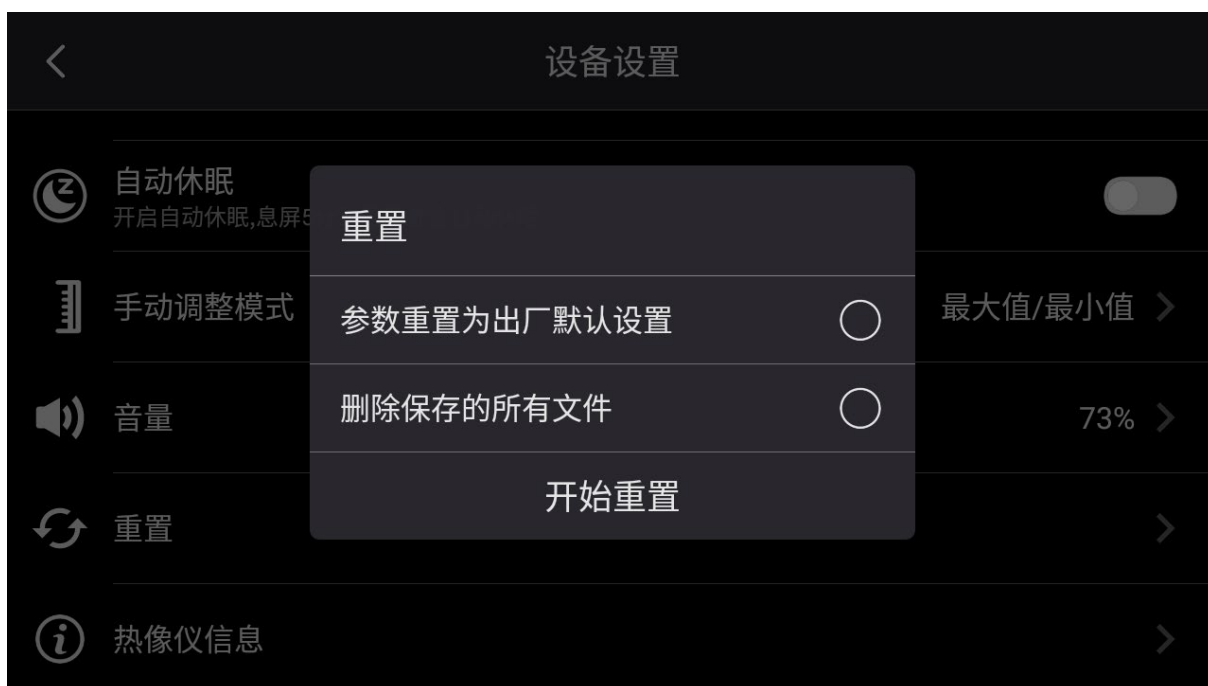 设备设置
自动休眠
开启自动休眠,息屏5
重置
手动调整模式
参数重置为出厂默认设置
最大值/最小值
音量
删除保存的所有文件
73%
开始重置
重置
热像仪信息